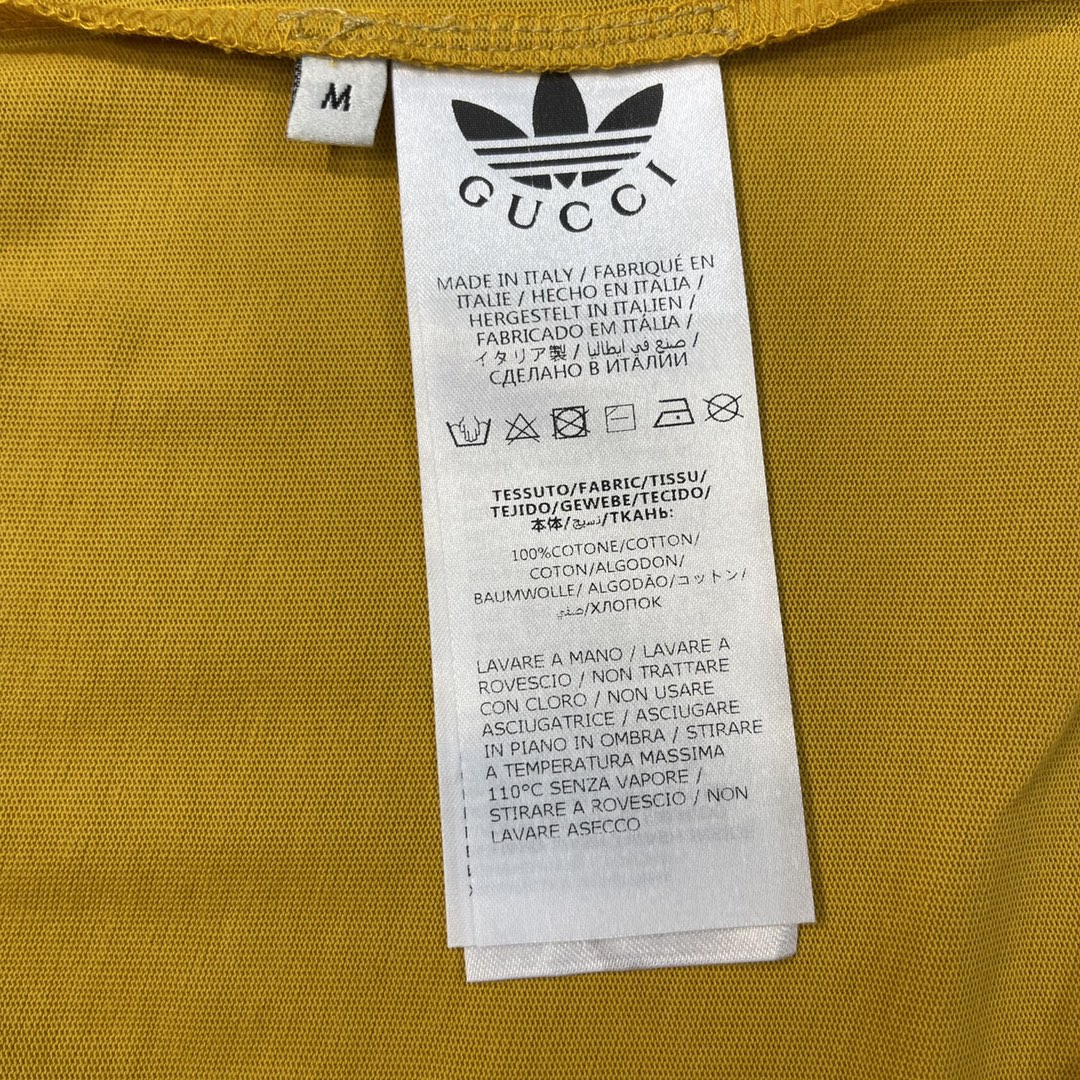 M
GUCCI
MADE IN ITALY / FABRIQUÉ EN
ITALIE / HECHO EN ITALIA /
HERGESTELT IN ITALIEN /
FABRICADO EM ITÁLIA /
イタリア製 / صنع في ايطاليا /
СДЕЛАНО В ИТАЛИИ
TESSUTO/FABRIC/TISSU/
TEJIDO/GEWEBE/TECIDO/
本体/نسيج/ТКАНЬ:
100%COTONE/COTTON/
COTON/ALGODON/
BAUMWOLLE/ ALGODÃO/コットン/
/ХЛОПОК
LAVARE A MANO / LAVARE A
ROVESCIO / NON TRATTARE
CON CLORO / NON USARE
ASCIUGATRICE / ASCIUGARE
IN PIANO IN OMBRA / STIRARE
A TEMPERATURA MASSIMA
110°C SENZA VAPORE /
STIRARE A ROVESCIO / NON
LAVARE ASECCO